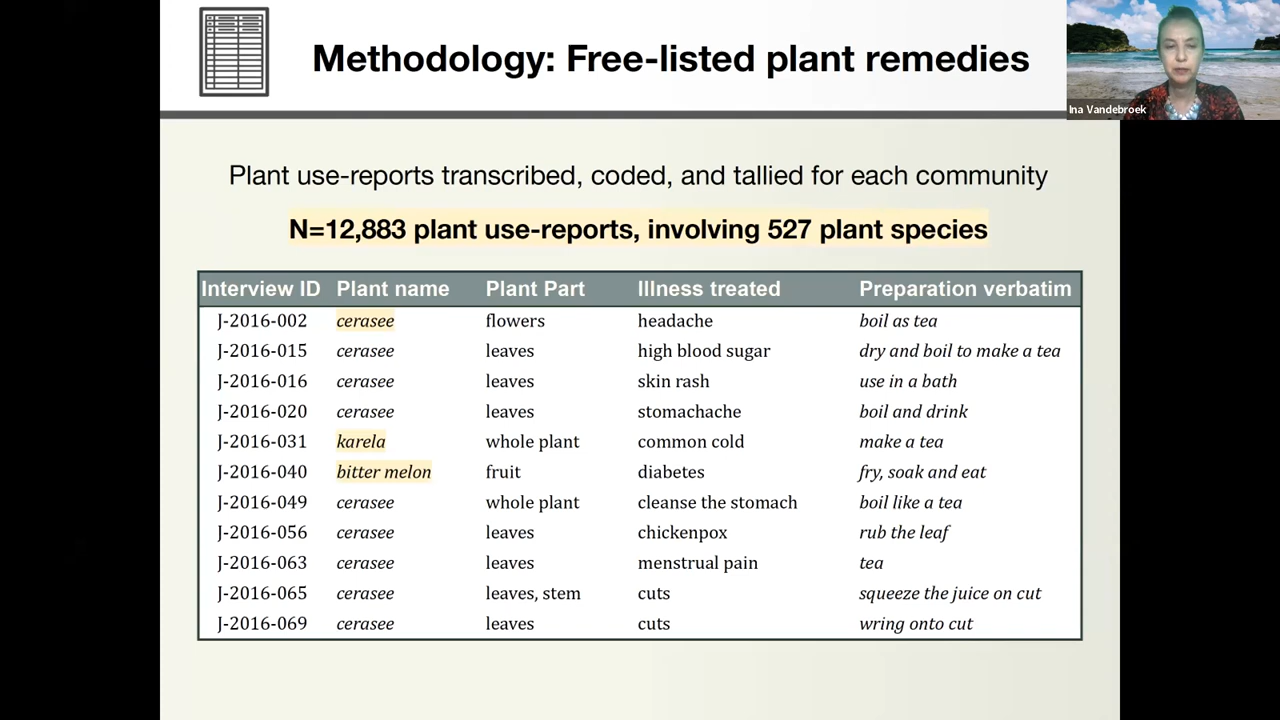 Methodology: Free-listed plant remedies
Ina Vandebroek
Plant use-reports transcribed, coded, and tallied for each community
N=12,883 plant use-reports, involving 527 plant species
Interview ID Plant name Plant Part Illness treated Preparation verbatim
J-2016-002 cerasee flowers headache boil as tea
J-2016-015 cerasee leaves high blood sugar dry and boil to make a tea
J-2016-016 cerasee leaves skin rash use in a bath
J-2016-020 cerasee leaves stomachache boil and drink
J-2016-031 karela whole plant common cold make a tea
J-2016-040 bitter melon fruit diabetes fry, soak and eat
J-2016-049 cerasee whole plant cleanse the stomach boil like a tea
J-2016-056 cerasee leaves chickenpox rub the leaf
J-2016-063 cerasee leaves menstrual pain tea
J-2016-065 cerasee leaves, stem cuts squeeze the juice on cut
J-2016-069 cerasee leaves cuts wring onto cut